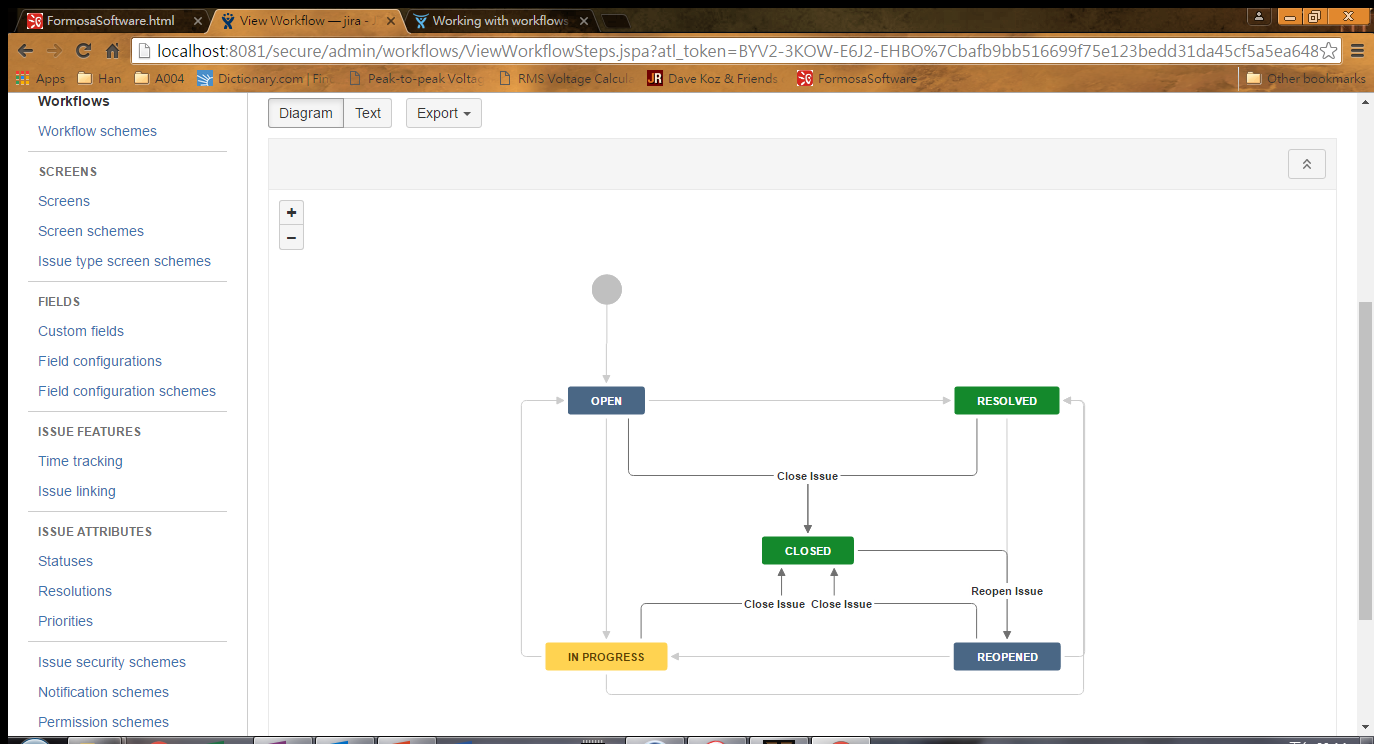 FormosaSoftware.html
View Workflow — jira -
Working with workflows
localhost:8081/secure/admin/workflows/ViewWorkflowSteps.jspa?atl_token=BYV2-3KOW-E6J2-EHBO%7Cbafb9bb516699f75e123bedd31da45cf5a5ea648
Apps Han A004 Dictionary.com | Peak-to-peak RMS Voltage Dave Koz & Friends FormosaSoftware Other bookmarks
Workflows
Workflow schemes
SCREENS
Screens
Screen schemes
Issue type screen schemes
FIELDS
Custom fields
Field configurations
Field configuration schemes
ISSUE FEATURES
Time tracking
Issue linking
ISSUE ATTRIBUTES
Statuses
Resolutions
Priorities
Issue security schemes
Notification schemes
Permission schemes
Diagram Text Export
+
−
OPEN
RESOLVED
Close Issue
CLOSED
Reopen Issue
Close Issue Close Issue
IN PROGRESS
REOPENED